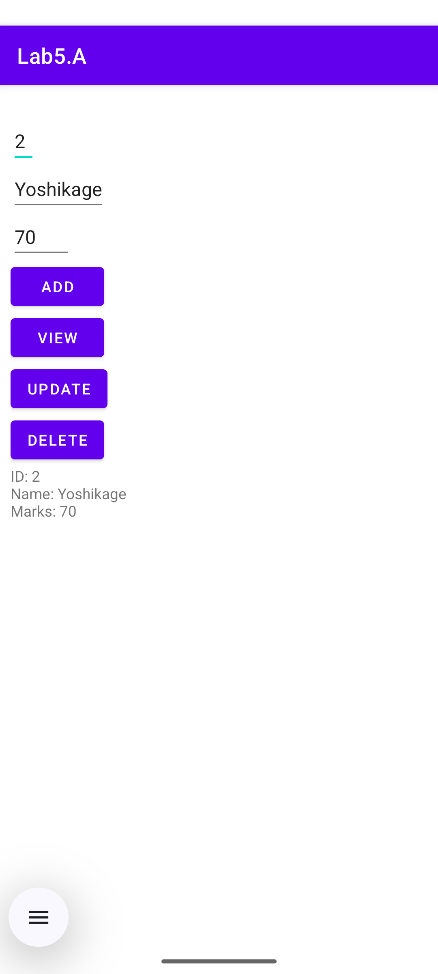 Lab5.A
2
Yoshikage
70
ADD
VIEW
UPDATE
DELETE
ID: 2
Name: Yoshikage
Marks: 70